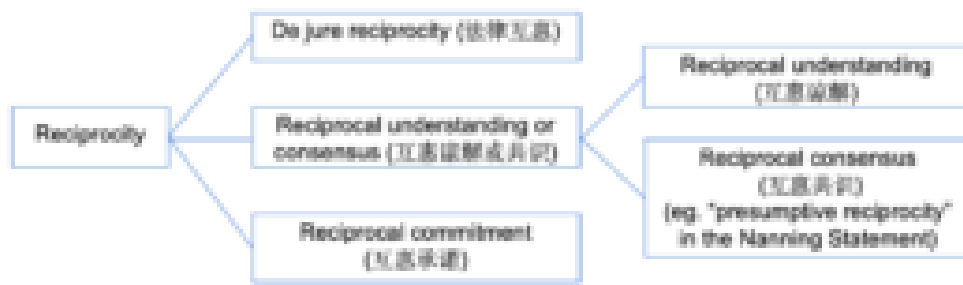 De jure reciprocity (法律互惠)
Reciprocity
Reciprocal understanding or
consensus (互惠谅解或共识)
Reciprocal commitment
(互惠承诺)
Reciprocal understanding
(互惠谅解)
Reciprocal consensus
(互惠共识)
(eg. "presumptive reciprocity"
in the Nanning Statement)